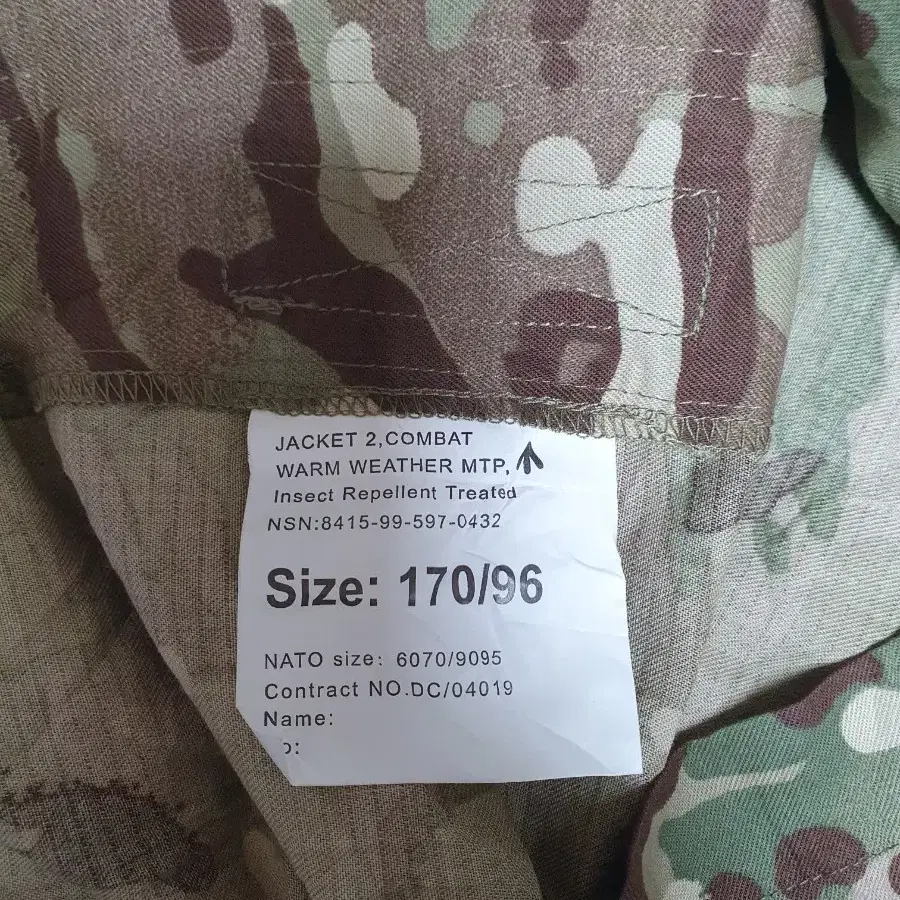 JACKET 2,COMBAT
WARM WEATHER MTP,
Insect Repellent Treated
NSN:8415-99-597-0432
Size: 170/96
NATO size: 6070/9095
Contract NO.DC/04019
Name: